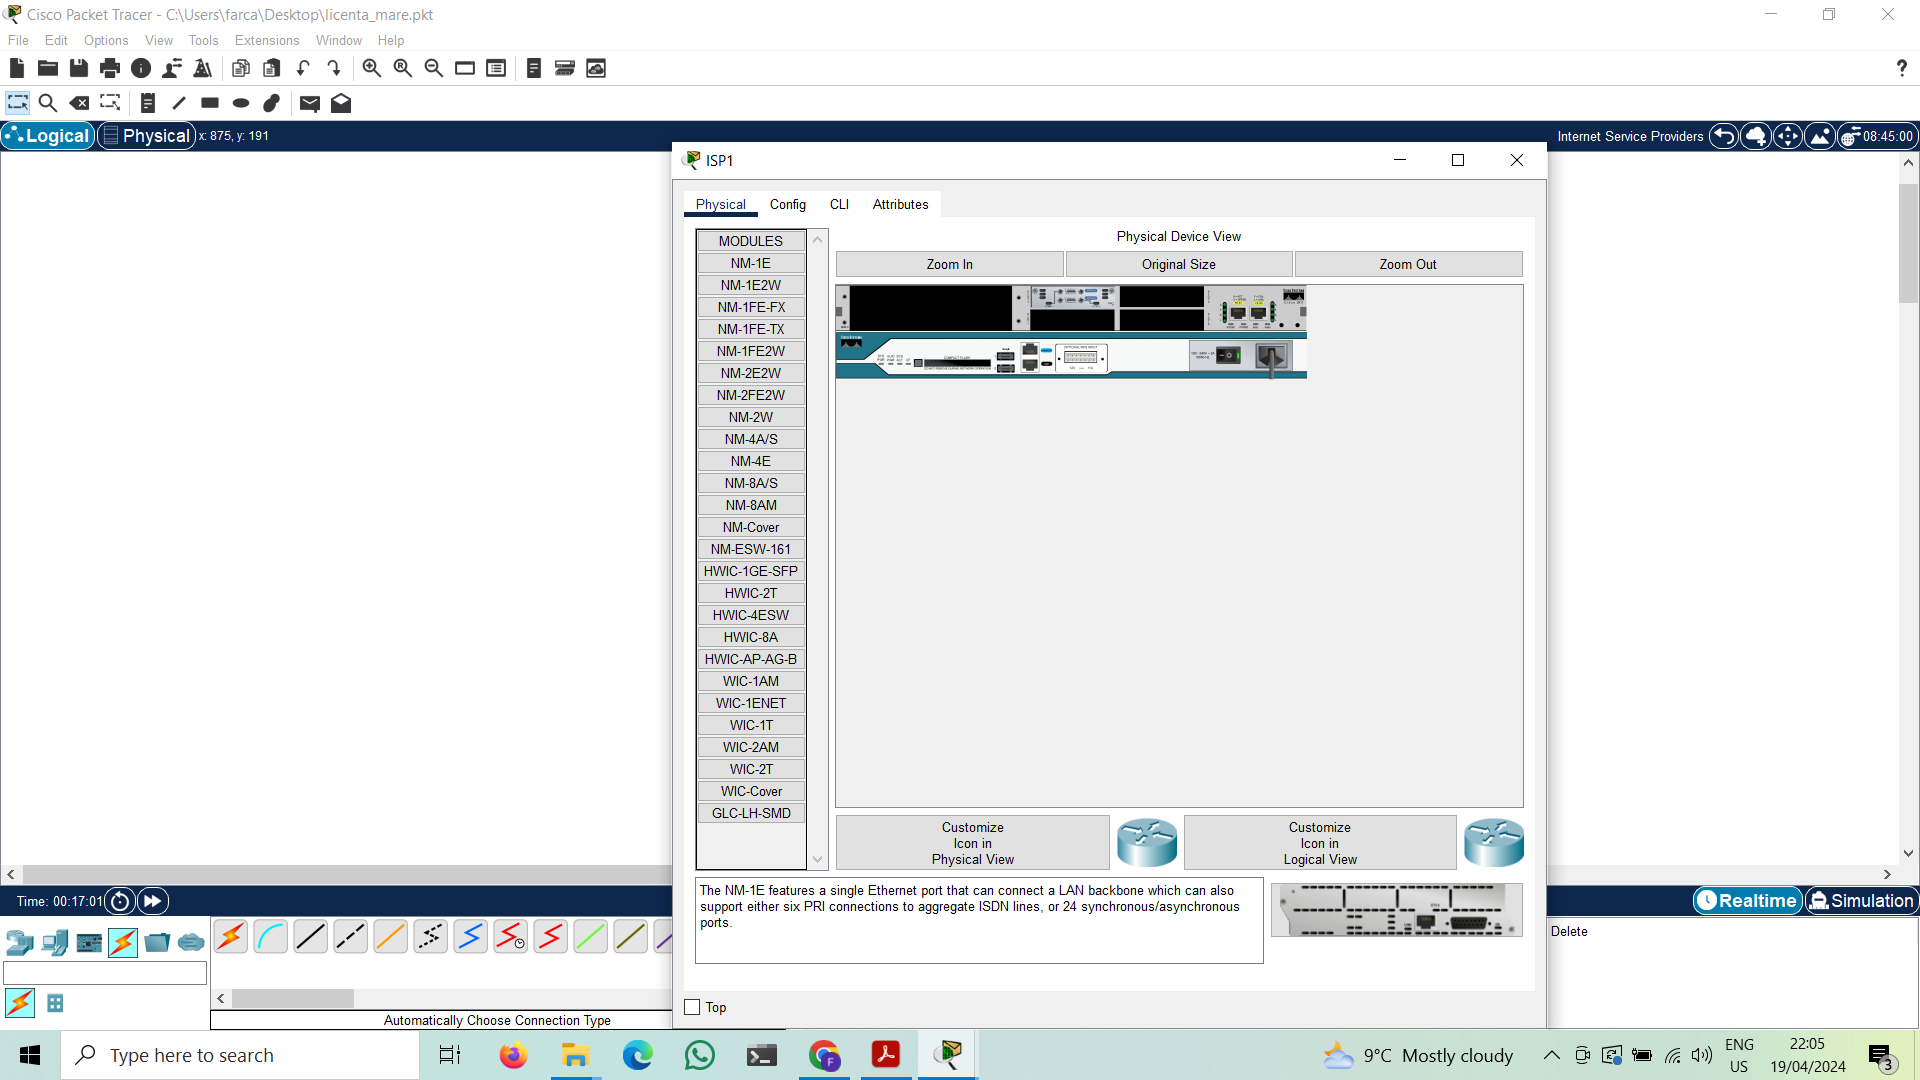 Cisco Packet Tracer - C:\Users\farca\Desktop\licenta_mare.pkt
File Edit Options View Tools Extensions Window Help
?
Logical Physical x: 875, y: 191
Internet Service Providers 08:45:00
ISP1
Physical Config CLI Attributes
MODULES
NM-1E
NM-1E2W
NM-1FE-FX
NM-1FE-TX
NM-1FE2W
NM-2E2W
NM-2FE2W
NM-2W
NM-4A/S
NM-4E
NM-8A/S
NM-8AM
NM-Cover
NM-ESW-161
HWIC-1GE-SFP
HWIC-2T
HWIC-4ESW
HWIC-8A
HWIC-AP-AG-B
WIC-1AM
WIC-1ENET
WIC-1T
WIC-2AM
WIC-2T
WIC-Cover
GLC-LH-SMD
Physical Device View
Zoom In Original Size Zoom Out
Customize
Icon in
Physical View
Customize
Icon in
Logical View
The NM-1E features a single Ethernet port that can connect a LAN backbone which can also
support either six PRI connections to aggregate ISDN lines, or 24 synchronous/asynchronous
ports.
Top
Time: 00:17:01
Realtime Simulation
Delete
Automatically Choose Connection Type
Type here to search
9°C Mostly cloudy
ENG
US
22:05
19/04/2024
3